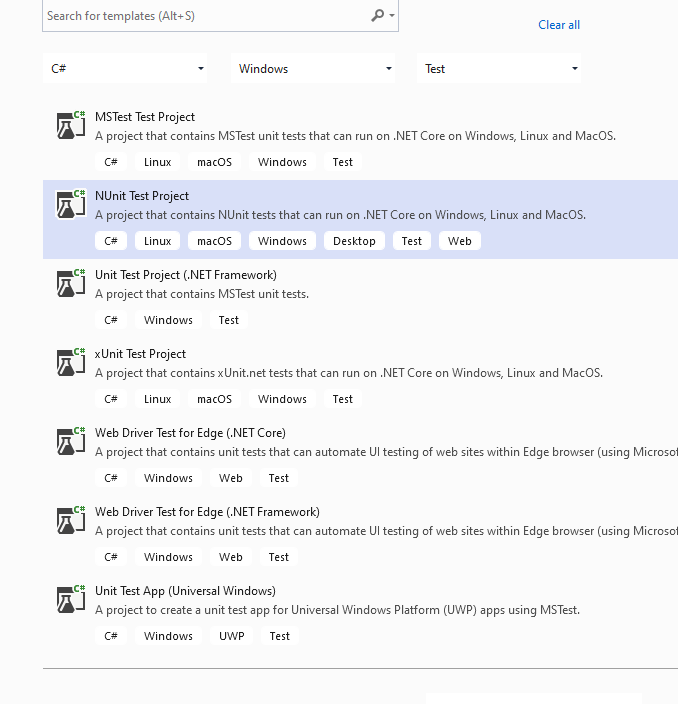 Search for templates (Alt+S)
Clear all
C# Windows Test
C# MSTest Test Project
A project that contains MSTest unit tests that can run on .NET Core on Windows, Linux and MacOS.
C# Linux macOS Windows Test
C# NUnit Test Project
A project that contains NUnit tests that can run on .NET Core on Windows, Linux and MacOS.
C# Linux macOS Windows Desktop Test Web
C# Unit Test Project (.NET Framework)
A project that contains MSTest unit tests.
C# Windows Test
C# xUnit Test Project
A project that contains xUnit.net tests that can run on .NET Core on Windows, Linux and MacOS.
C# Linux macOS Windows Test
C# Web Driver Test for Edge (.NET Core)
A project that contains unit tests that can automate UI testing of web sites within Edge browser (using Microsof
C# Windows Web Test
C# Web Driver Test for Edge (.NET Framework)
A project that contains unit tests that can automate UI testing of web sites within Edge browser (using Microsof
C# Windows Web Test
C# Unit Test App (Universal Windows)
A project to create a unit test app for Universal Windows Platform (UWP) apps using MSTest.
C# Windows UWP Test